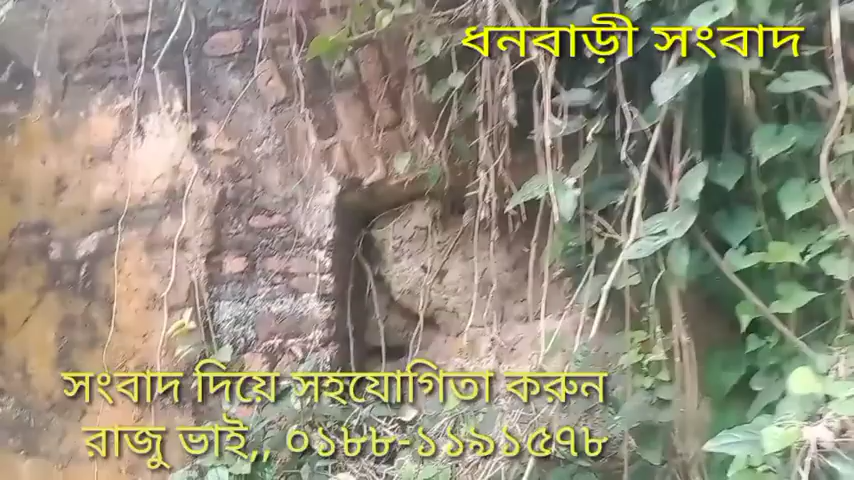 ধনবাড়ী সংবাদ
সংবাদ দিয়ে সহযোগিতা করুন
রাজু ভাই,, ০১৮৮-১১৯১৫৭৮